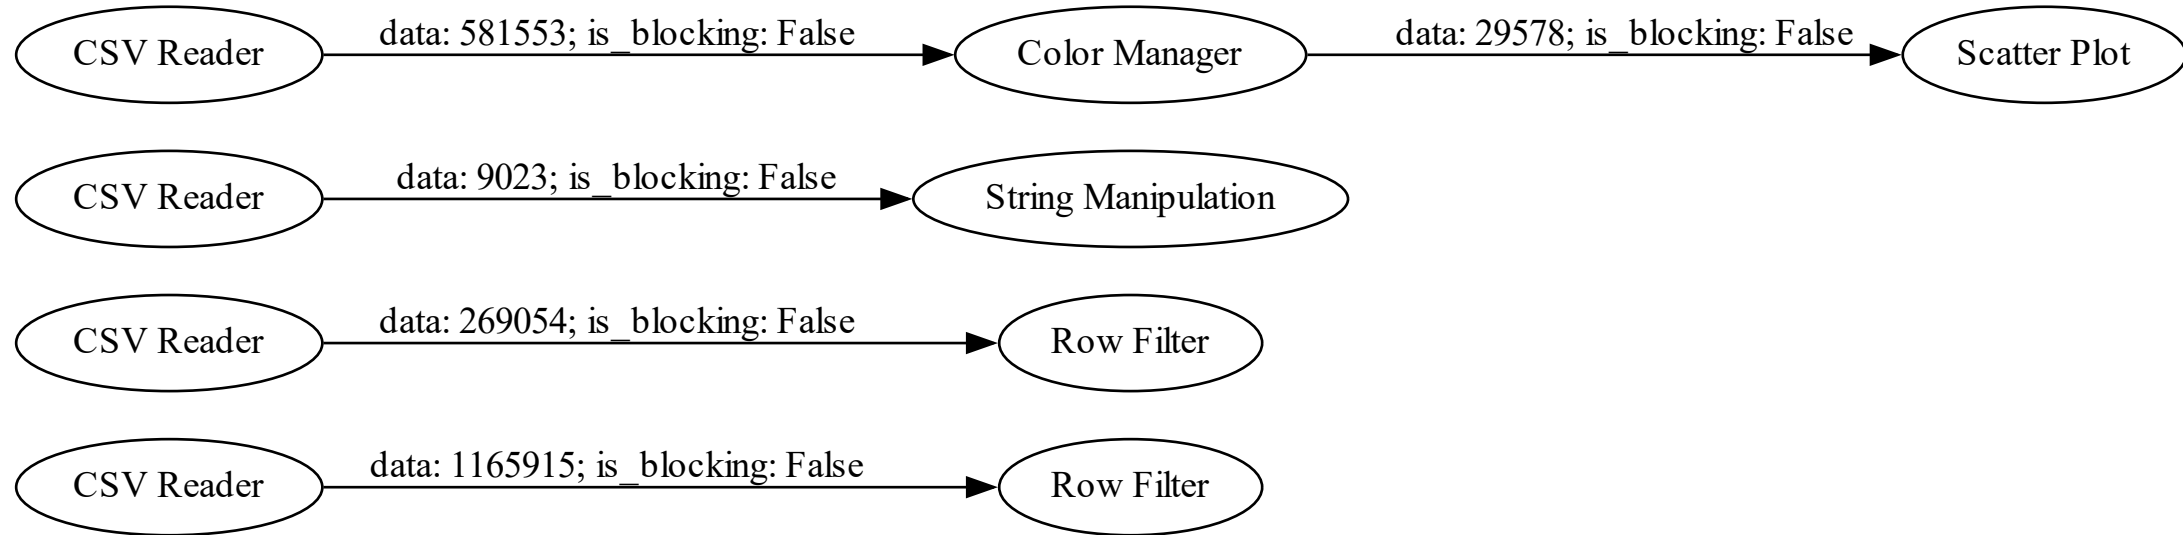 CSV Reader data: 581553; is_blocking: False Color Manager data: 29578; is_blocking: False Scatter Plot
CSV Reader data: 9023; is_blocking: False String Manipulation
CSV Reader data: 269054; is_blocking: False Row Filter
CSV Reader data: 1165915; is_blocking: False Row Filter